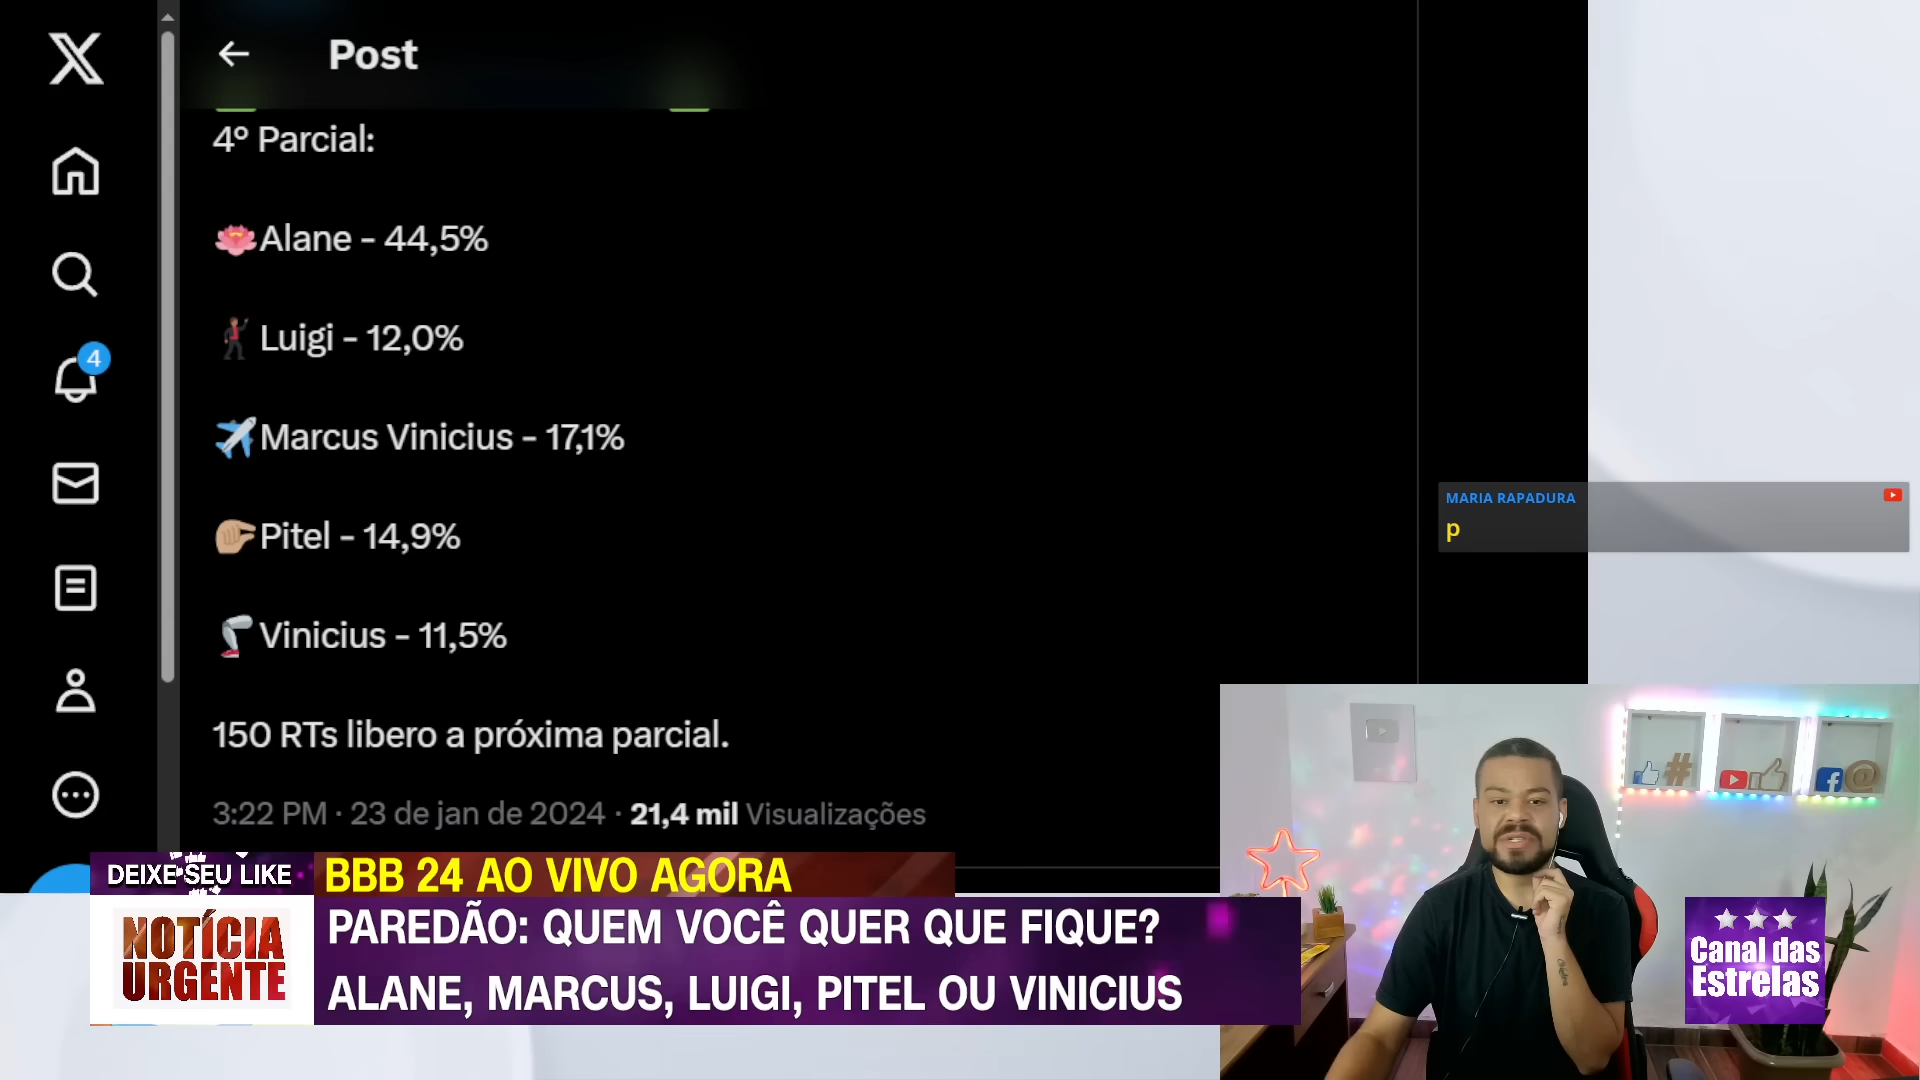 Post
4º Parcial:
Alane - 44,5%
Luigi - 12,0%
4
Marcus Vinicius - 17,1%
MARIA RAPADURA
p
Pitel - 14,9%
Vinicius - 11,5%
150 RTs libero a próxima parcial.
3:22 PM · 23 de jan de 2024 · 21,4 mil Visualizações
DEIXE SEU LIKE
BBB 24 AO VIVO AGORA
NOTÍCIA
URGENTE
PAREDÃO: QUEM VOCÊ QUER QUE FIQUE?
ALANE, MARCUS, LUIGI, PITEL OU VINICIUS
Canal das
Estrelas